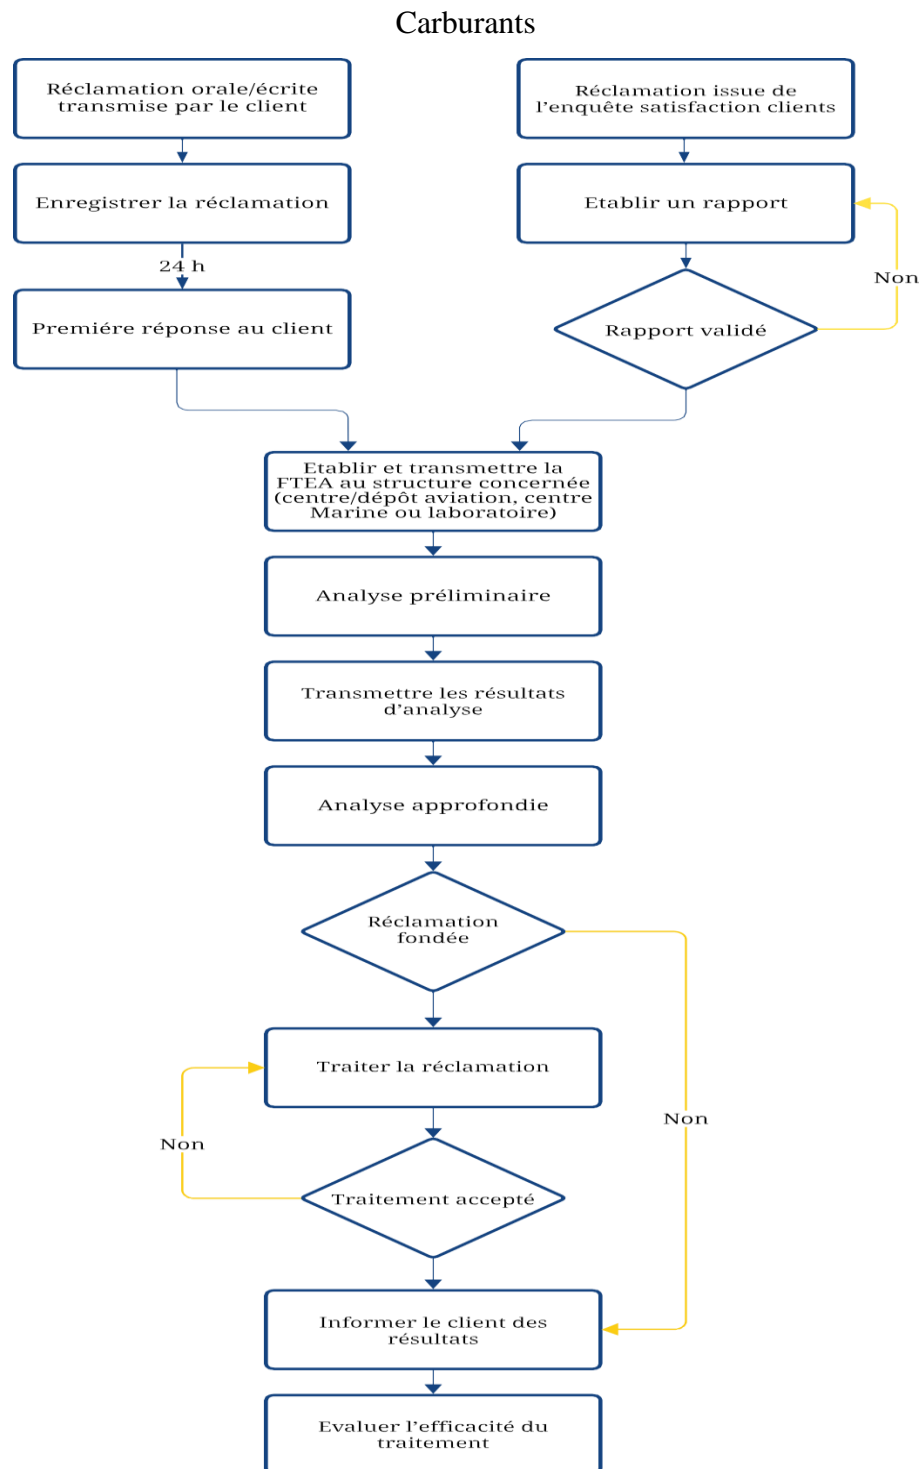 Carburants
Réclamation orale/écrite
transmise par le client
Réclamation issue de
l'enquête satisfaction clients
Enregistrer la réclamation
Etablir un rapport
24 h
Non
Premiére réponse au client
Rapport validé
Etablir et transmettre la
FTEA au structure concernée
(centre/dépôt aviation, centre
Marine ou laboratoire)
Analyse préliminaire
Transmettre les résultats
d'analyse
Analyse approfondie
Réclamation
fondée
Traiter la réclamation
Non
Non
Traitement accepté
Informer le client des
résultats
Evaluer l'efficacité du
traitement